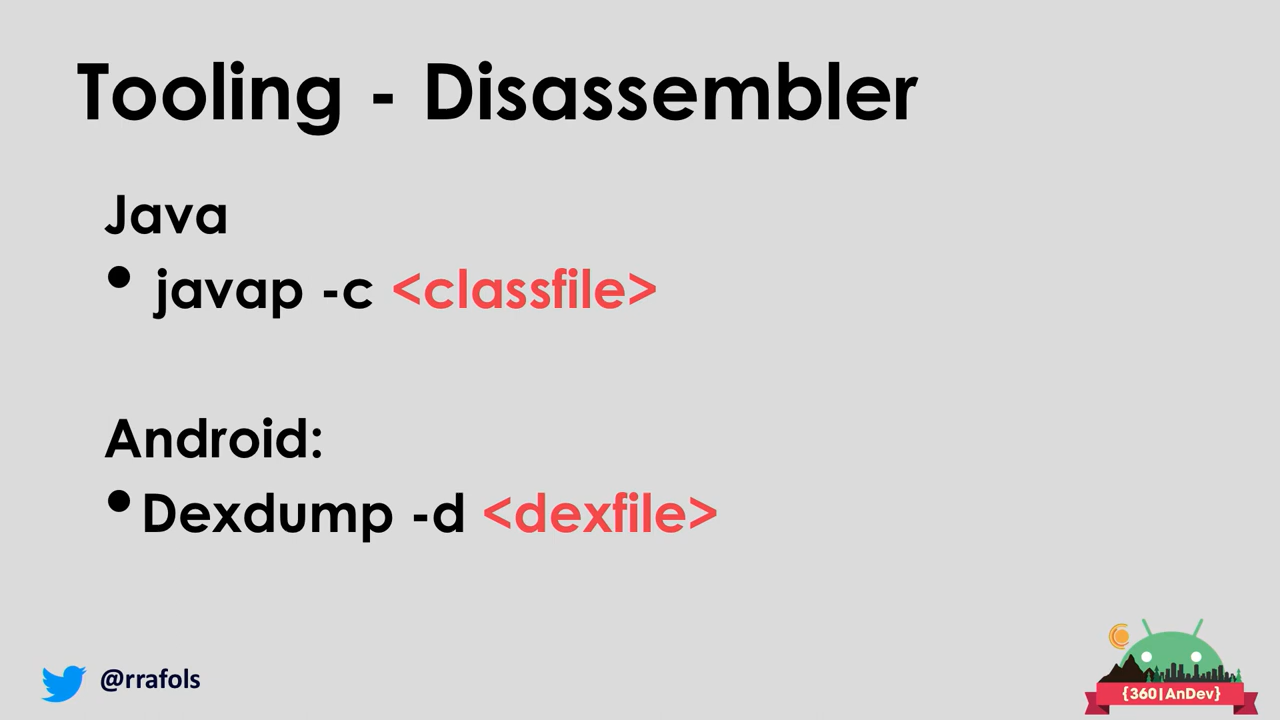 Tooling - Disassembler
Java
• javap -c <classfile>
Android:
• Dexdump -d <dexfile>
@rrafols
{360|AnDev}